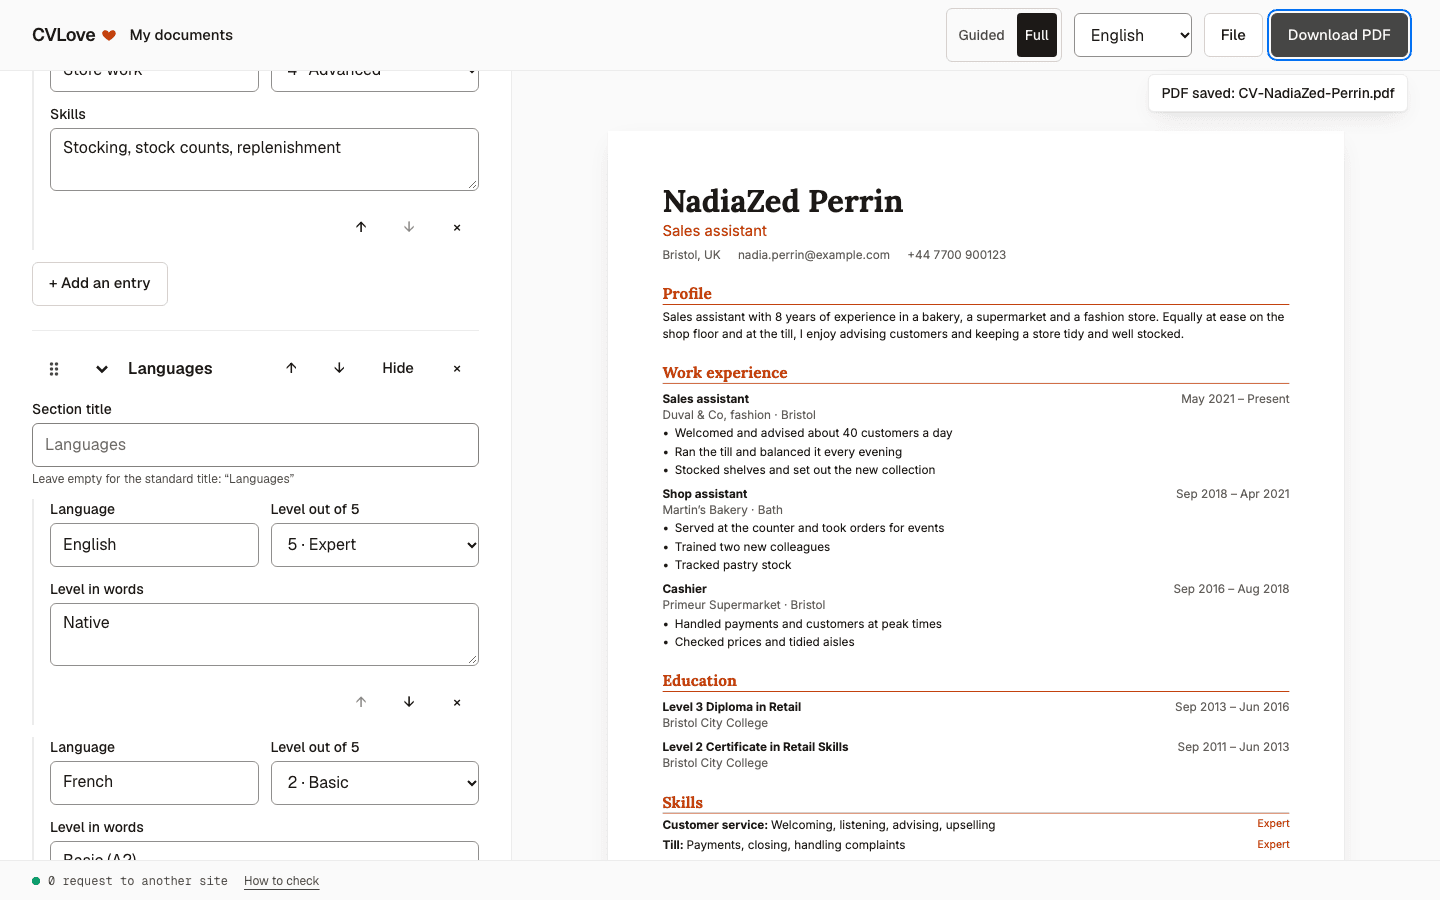 CVLove
My documents
Guided
Full
English
File
Download PDF
PDF saved: CV-NadiaZed-Perrin.pdf
Store work
4 · Advanced
Skills
Stocking, stock counts, replenishment
+ Add an entry
Languages
Hide
Section title
Languages
Leave empty for the standard title: “Languages”
Language
Level out of 5
English
5 · Expert
Level in words
Native
Language
Level out of 5
French
2 · Basic
Level in words
Basic (A2)
NadiaZed Perrin
Sales assistant
Bristol, UK nadia.perrin@example.com +44 7700 900123
Profile
Sales assistant with 8 years of experience in a bakery, a supermarket and a fashion store. Equally at ease on the
shop floor and at the till, I enjoy advising customers and keeping a store tidy and well stocked.
Work experience
Sales assistant May 2021 – Present
Duval & Co, fashion · Bristol
• Welcomed and advised about 40 customers a day
• Ran the till and balanced it every evening
• Stocked shelves and set out the new collection
Shop assistant Sep 2018 – Apr 2021
Martin’s Bakery · Bath
• Served at the counter and took orders for events
• Trained two new colleagues
• Tracked pastry stock
Cashier Sep 2016 – Aug 2018
Primeur Supermarket · Bristol
• Handled payments and customers at peak times
• Checked prices and tidied aisles
Education
Level 3 Diploma in Retail Sep 2013 – Jun 2016
Bristol City College
Level 2 Certificate in Retail Skills Sep 2011 – Jun 2013
Bristol City College
Skills
Customer service: Welcoming, listening, advising, upselling Expert
Till: Payments, closing, handling complaints Expert
0 request to another site How to check